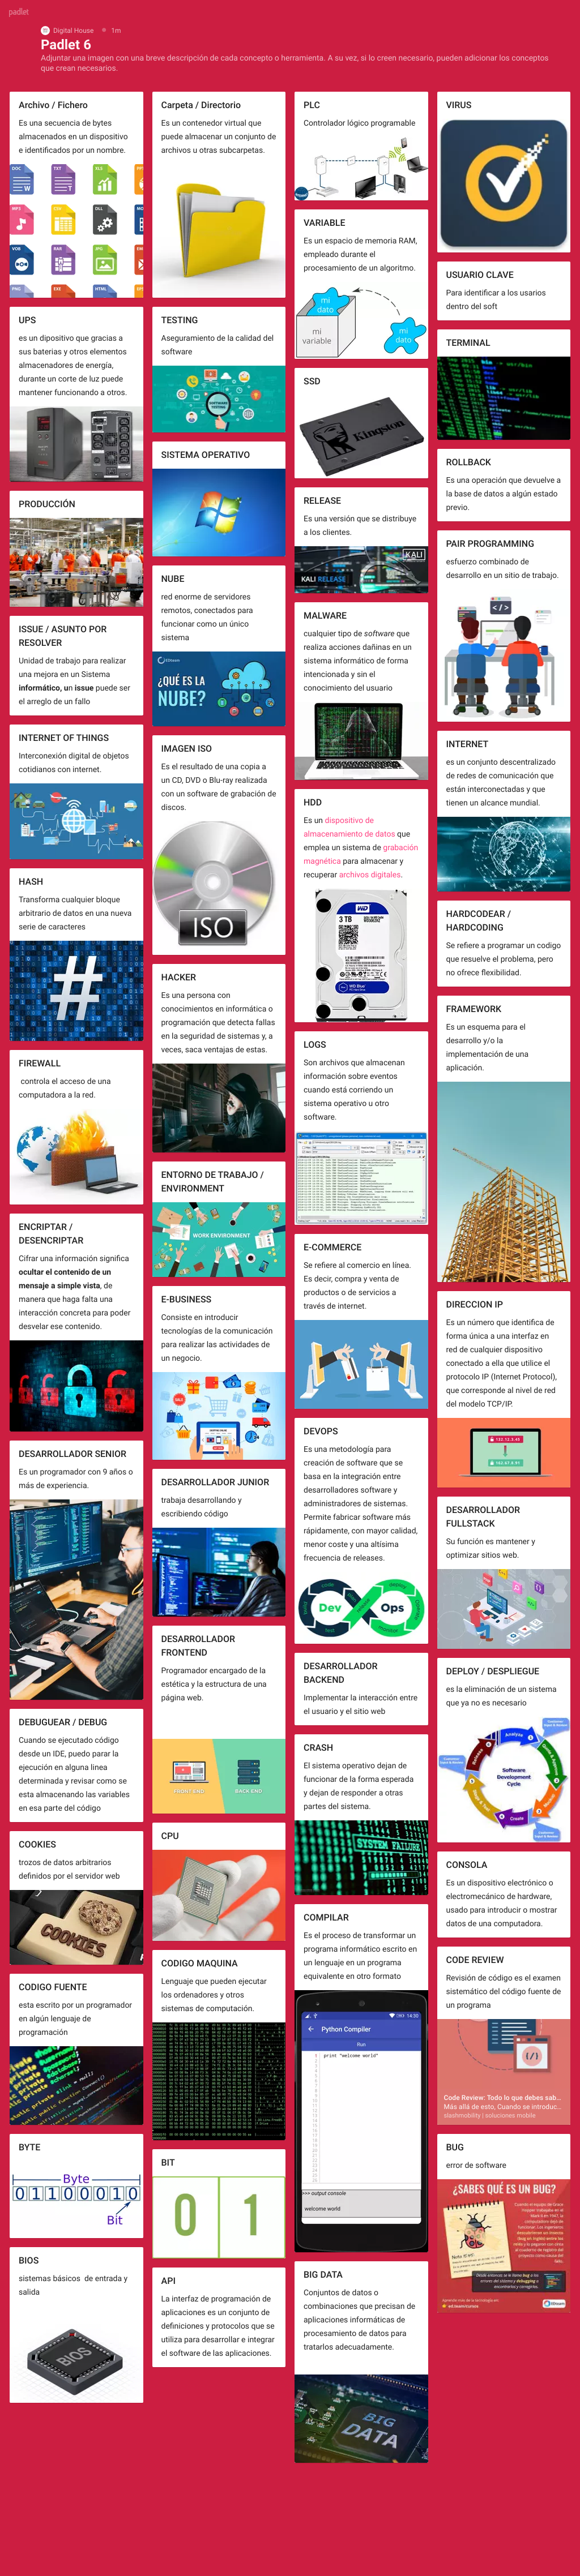 padlet
Digital House
1m
Padlet 6
Adjuntar una imagen con una breve descripción de cada concepto o herramienta. A su vez, si lo creen necesario, pueden adicionar los conceptos
que crean necesarios.
Archivo / Fichero
Es una secuencia de bytes
almacenados en un dispositivo
e identificados por un nombre.
DOC
TXT
XLS
MP3
DLL
VOB
RAR
JPG
PNG
EXE
HTML
UPS
es un dipositivo que gracias a
sus baterias y otros elementos
almacenadores de energía,
durante un corte de luz puede
mantener funcionando a otros.
PRODUCCIÓN
ISSUE / ASUNTO POR
RESOLVER
Unidad de trabajo para realizar
una mejora en un Sistema
informático, un issue puede ser
el arreglo de un fallo
INTERNET OF THINGS
Interconexión digital de objetos
cotidianos con internet.
HASH
Transforma cualquier bloque
arbitrario de datos en una nueva
serie de caracteres
#
FIREWALL
controla el acceso de una
computadora a la red.
ENCRIPTAR /
DESENCRIPTAR
Cifrar una información significa
ocultar el contenido de un
mensaje a simple vista, de
manera que haga falta una
interacción concreta para poder
desvelar ese contenido.
DESARROLLADOR SENIOR
Es un programador con 9 años o
más de experiencia.
DEBUGUEAR / DEBUG
Cuando se ejecutado código
desde un IDE, puedo parar la
ejecución en alguna linea
determinada y revisar como se
esta almacenando las variables
en esa parte del código
COOKIES
trozos de datos arbitrarios
definidos por el servidor web
COOKIES
CODIGO FUENTE
esta escrito por un programador
en algún lenguaje de
programación
BYTE
Byte
0 1 1 0 0 0 1 0
Bit
BIOS
sistemas básicos de entrada y
salida
BIOS
Carpeta / Directorio
Es un contenedor virtual que
puede almacenar un conjunto de
archivos u otras subcarpetas.
TESTING
Aseguramiento de la calidad del
software
SOFTWARE
TESTING
SISTEMA OPERATIVO
NUBE
red enorme de servidores
remotos, conectados para
funcionar como un único
sistema
EDteam
¿QUÉ ES LA
NUBE?
IMAGEN ISO
Es el resultado de una copia a
un CD, DVD o Blu-ray realizada
con un software de grabación de
discos.
ISO
HACKER
Es una persona con
conocimientos en informática o
programación que detecta fallas
en la seguridad de sistemas y, a
veces, saca ventajas de estas.
ENTORNO DE TRABAJO /
ENVIRONMENT
WORK ENVIRONMENT
E-BUSINESS
Consiste en introducir
tecnologías de la comunicación
para realizar las actividades de
un negocio.
DESARROLLADOR JUNIOR
trabaja desarrollando y
escribiendo código
DESARROLLADOR
FRONTEND
Programador encargado de la
estética y la estructura de una
página web.
FRONT END
BACK END
CPU
CODIGO MAQUINA
Lenguaje que pueden ejecutar
los ordenadores y otros
sistemas de computación.
BIT
0 1
API
La interfaz de programación de
aplicaciones es un conjunto de
definiciones y protocolos que se
utiliza para desarrollar e integrar
el software de las aplicaciones.
PLC
Controlador lógico programable
VARIABLE
Es un espacio de memoria RAM,
empleado durante el
procesamiento de un algoritmo.
mi
dato
mi
variable
mi
dato
SSD
Kingston
RELEASE
Es una versión que se distribuye
a los clientes.
KALI
KALI RELEASE
MALWARE
cualquier tipo de software que
realiza acciones dañinas en un
sistema informático de forma
intencionada y sin el
conocimiento del usuario
HDD
Es un dispositivo de
almacenamiento de datos que
emplea un sistema de grabación
magnética para almacenar y
recuperar archivos digitales.
WD
3 TB
WD Blue
LOGS
Son archivos que almacenan
información sobre eventos
cuando está corriendo un
sistema operativo u otro
software.
E-COMMERCE
Se refiere al comercio en línea.
Es decir, compra y venta de
productos o de servicios a
través de internet.
DEVOPS
Es una metodología para
creación de software que se
basa en la integración entre
desarrolladores software y
administradores de sistemas.
Permite fabricar software más
rápidamente, con mayor calidad,
menor coste y una altísima
frecuencia de releases.
Dev
Ops
DESARROLLADOR
BACKEND
Implementar la interacción entre
el usuario y el sitio web
CRASH
El sistema operativo dejan de
funcionar de la forma esperada
y dejan de responder a otras
partes del sistema.
SYSTEM FAILURE
COMPILAR
Es el proceso de transformar un
programa informático escrito en
un lenguaje en un programa
equivalente en otro formato
14:30
Python Compiler
Run
print "welcome world"
>>> output console
welcome world
BIG DATA
Conjuntos de datos o
combinaciones que precisan de
aplicaciones informáticas de
procesamiento de datos para
tratarlos adecuadamente.
BIG
DATA
VIRUS
USUARIO CLAVE
Para identificar a los usarios
dentro del soft
TERMINAL
ROLLBACK
Es una operación que devuelve a
la base de datos a algún estado
previo.
PAIR PROGRAMMING
esfuerzo combinado de
desarrollo en un sitio de trabajo.
</>
INTERNET
es un conjunto descentralizado
de redes de comunicación que
están interconectadas y que
tienen un alcance mundial.
HARDCODEAR /
HARDCODING
Se refiere a programar un codigo
que resuelve el problema, pero
no ofrece flexibilidad.
FRAMEWORK
Es un esquema para el
desarrollo y/o la
implementación de una
aplicación.
DIRECCION IP
Es un número que identifica de
forma única a una interfaz en
red de cualquier dispositivo
conectado a ella que utilice el
protocolo IP (Internet Protocol),
que corresponde al nivel de red
del modelo TCP/IP.
DESARROLLADOR
FULLSTACK
Su función es mantener y
optimizar sitios web.
DEPLOY / DESPLIEGUE
es la eliminación de un sistema
que ya no es necesario
Analyze
Software
Development
Cycle
Create
CONSOLA
Es un dispositivo electrónico o
electromecánico de hardware,
usado para introducir o mostrar
datos de una computadora.
CODE REVIEW
Revisión de código es el examen
sistemático del código fuente de
un programa
Code Review: Todo lo que debes sab...
Más allá de esto, Cuando se introduc...
slashmobility | soluciones mobile
BUG
error de software
¿SABES QUÉ ES UN BUG?